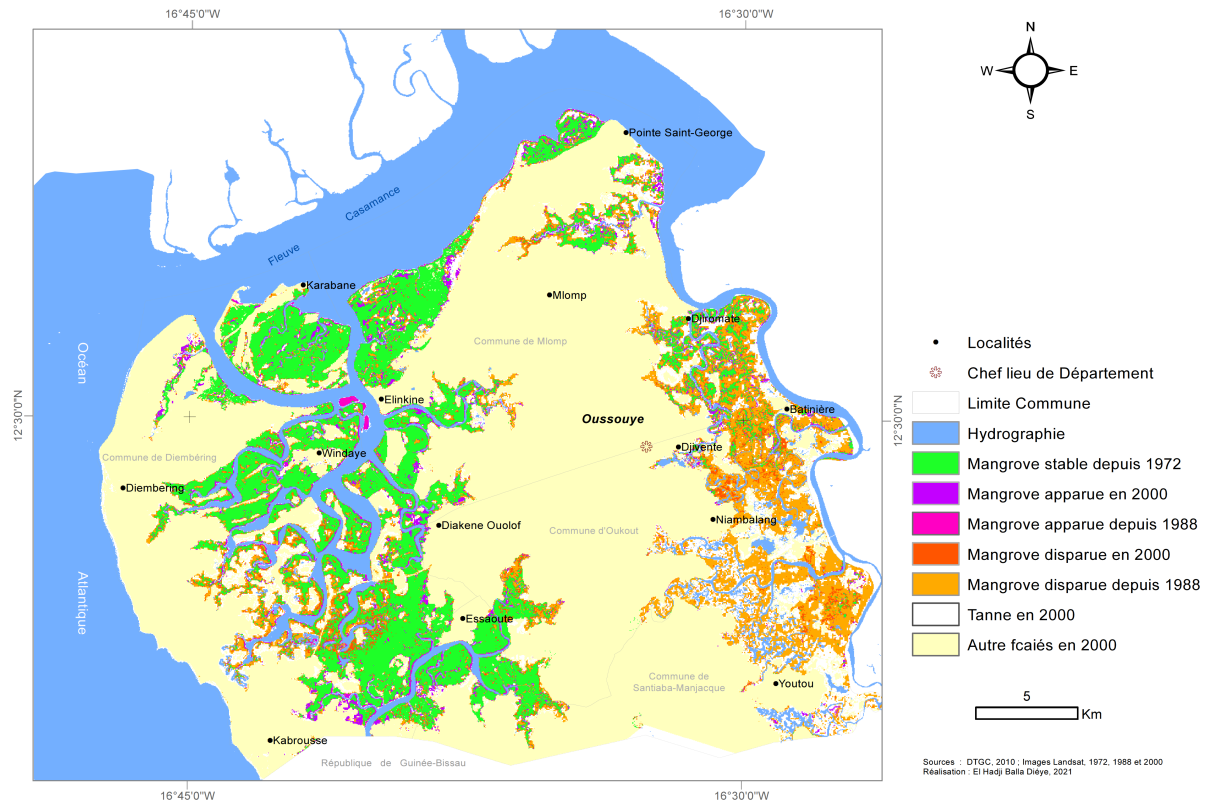 16°45'0"W
16°30'0"W
N
W
E
S
Pointe Saint-George
Casamance
Fleuve
Karabane
Mlomp
Djiromate
Commune de Mlomp
Océan
12°30'0"N
12°30'0"N
Elinkine
Batinière
Oussouye
Djivente
Windaye
Commune de Diembéring
Diembering
Niambalang
Diakene Ouolof
Commune d'Oukout
Atlantique
Essaoute
Commune de
Santiaba-Manjacque
Youtou
Kabrousse
République de Guinée-Bissau
16°45'0"W
16°30'0"W
Localités
Chef lieu de Département
Limite Commune
Hydrographie
Mangrove stable depuis 1972
Mangrove apparue en 2000
Mangrove apparue depuis 1988
Mangrove disparue en 2000
Mangrove disparue depuis 1988
Tanne en 2000
Autre fcaiés en 2000
5
Km
Sources : DTGC, 2010 ; Images Landsat, 1972, 1988 et 2000
Réalisation : El Hadji Balla Diéye, 2021